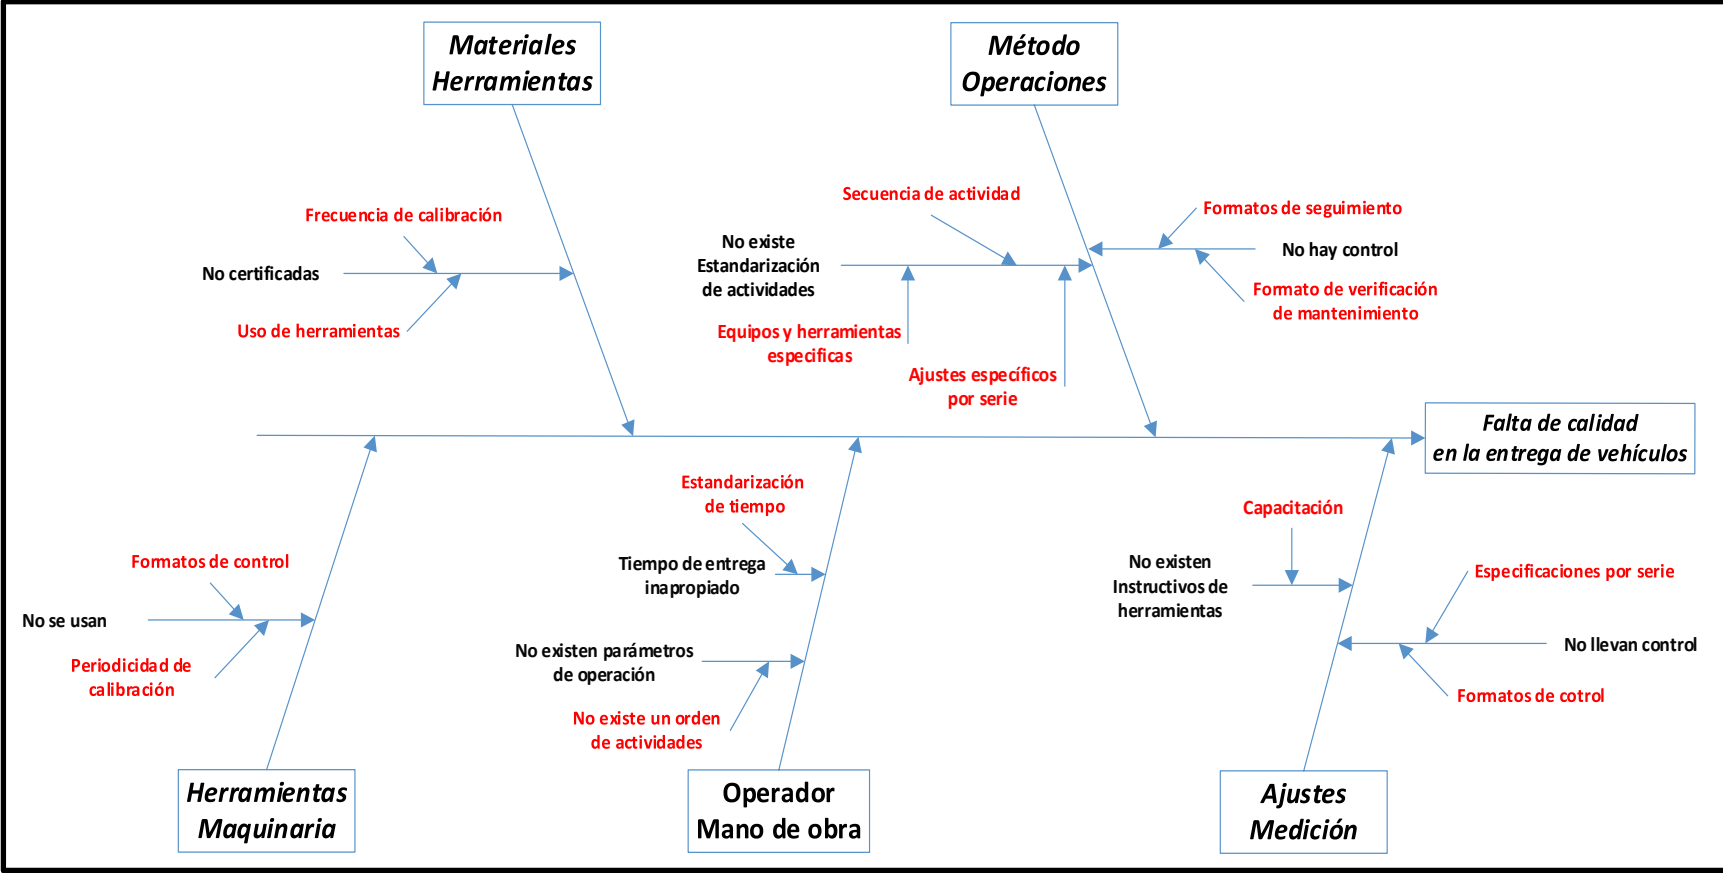 Materiales
Herramientas
Método
Operaciones
Secuencia de actividad
Formatos de seguimiento
Frecuencia de calibración
No existe
Estandarización
de actividades
No hay control
No certificadas
Formato de verificación
de mantenimiento
Uso de herramientas
Equipos y herramientas
especificas
Ajustes específicos
por serie
Falta de calidad
en la entrega de vehículos
Estandarización
de tiempo
Capacitación
Formatos de control
Tiempo de entrega
inapropiado
No existen
Instructivos de
herramientas
Especificaciones por serie
No se usan
No existen parámetros
de operación
No llevan control
Periodicidad de
calibración
Formatos de cotrol
No existe un orden
de actividades
Herramientas
Maquinaria
Operador
Mano de obra
Ajustes
Medición